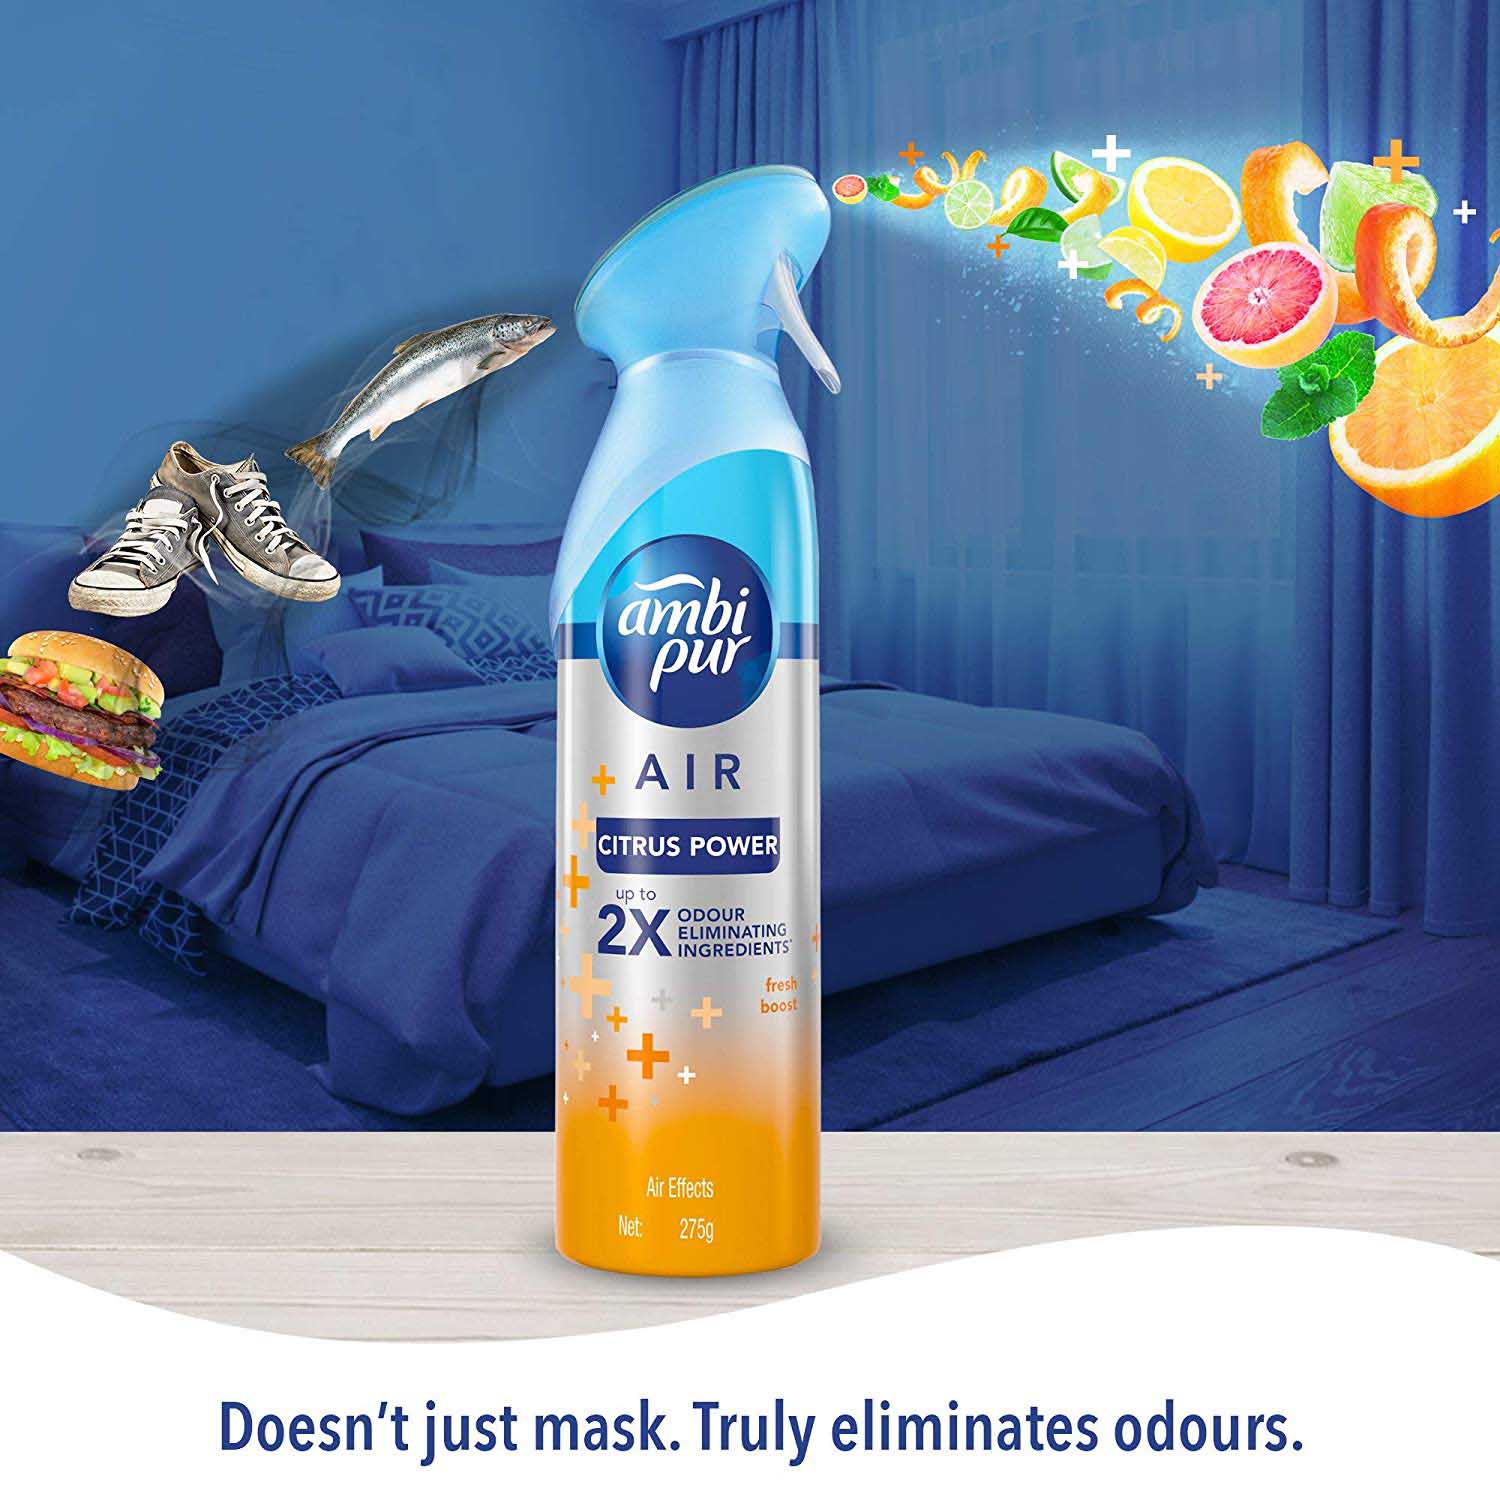 ambi
pur
AIR
CITRUS POWER
up to
2X ODOUR
ELIMINATING
INGREDIENTS*
fresh
boost
Air Effects
Net: 275g
Doesn't just mask. Truly eliminates odours.